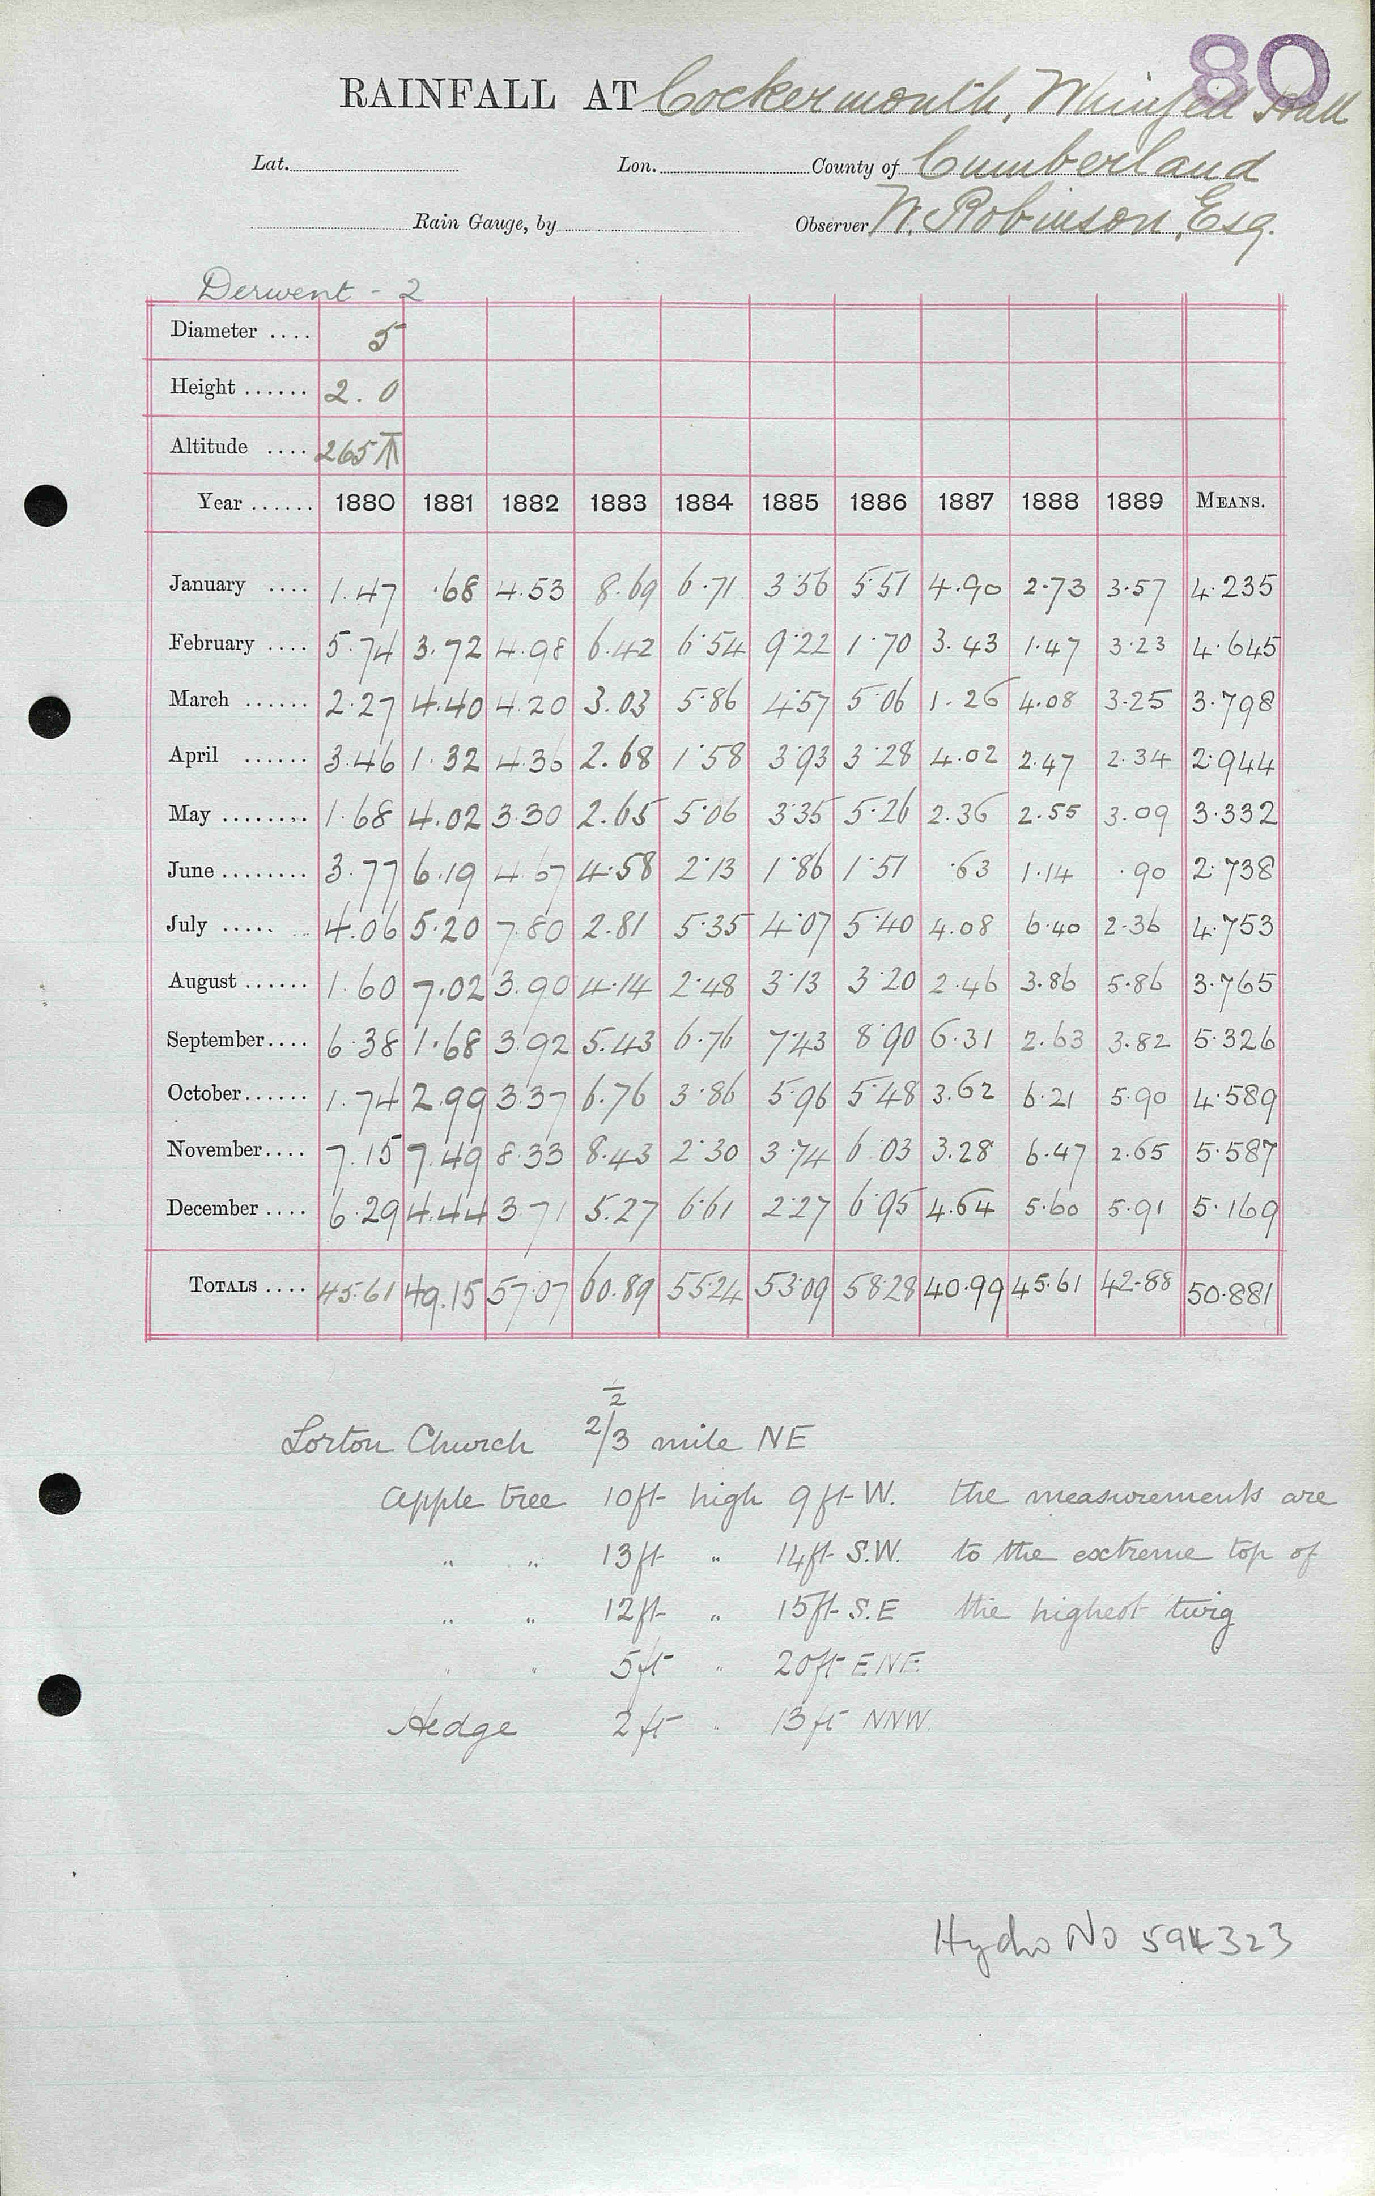 80
RAINFALL AT Cockermouth, Whinfell Hall
Lat. Lon. County of Cumberland
Rain Gauge, by Observer W. Robinson, Esq.
Derwent - 2
Diameter .... 5
Height ...... 2.0
Altitude .... 265 T
Year ...... 1880 1881 1882 1883 1884 1885 1886 1887 1888 1889 MEANS.
January .... 1.47 .68 4.53 8.69 6.71 3.56 5.51 4.90 2.73 3.57 4.235
February .... 5.74 3.72 4.98 6.42 6.54 9.22 1.70 3.43 1.47 3.23 4.645
March ...... 2.27 4.40 4.20 3.03 5.86 4.57 5.06 1.26 4.08 3.25 3.798
April ...... 3.46 1.32 4.36 2.68 1.58 3.93 3.28 4.02 2.47 2.34 2.944
May ........ 1.68 4.02 3.30 2.65 5.06 3.35 5.26 2.36 2.55 3.09 3.332
June ........ 3.77 6.19 4.67 4.58 2.13 1.86 1.51 .63 1.14 .90 2.738
July ..... 4.06 5.20 7.80 2.81 5.35 4.07 5.40 4.08 6.40 2.36 4.753
August ...... 1.60 7.02 3.90 4.14 2.48 3.13 3.20 2.46 3.86 5.86 3.765
September.... 6.38 1.68 3.92 5.43 6.76 7.43 8.90 6.31 2.63 3.82 5.326
October...... 1.74 2.99 3.37 6.76 3.86 5.96 5.48 3.62 6.21 5.90 4.589
November.... 7.15 7.49 8.33 8.43 2.30 3.74 6.03 3.28 6.47 2.65 5.587
December .... 6.29 4.44 3.71 5.27 6.61 2.27 6.95 4.64 5.60 5.91 5.169
TOTALS .... 45.61 49.15 57.07 60.89 55.24 53.09 58.28 40.99 45.61 42.88 50.881
2
Lorton Church 2/3 mile NE
apple tree 10ft high 9ft W. the measurements are
" " 13ft " 14ft S.W. to the extreme top of
" " 12ft " 15ft S.E the highest twig
" " 5ft " 20ft ENE.
Hedge 2ft " 13ft NNW.
Hydro No 594323